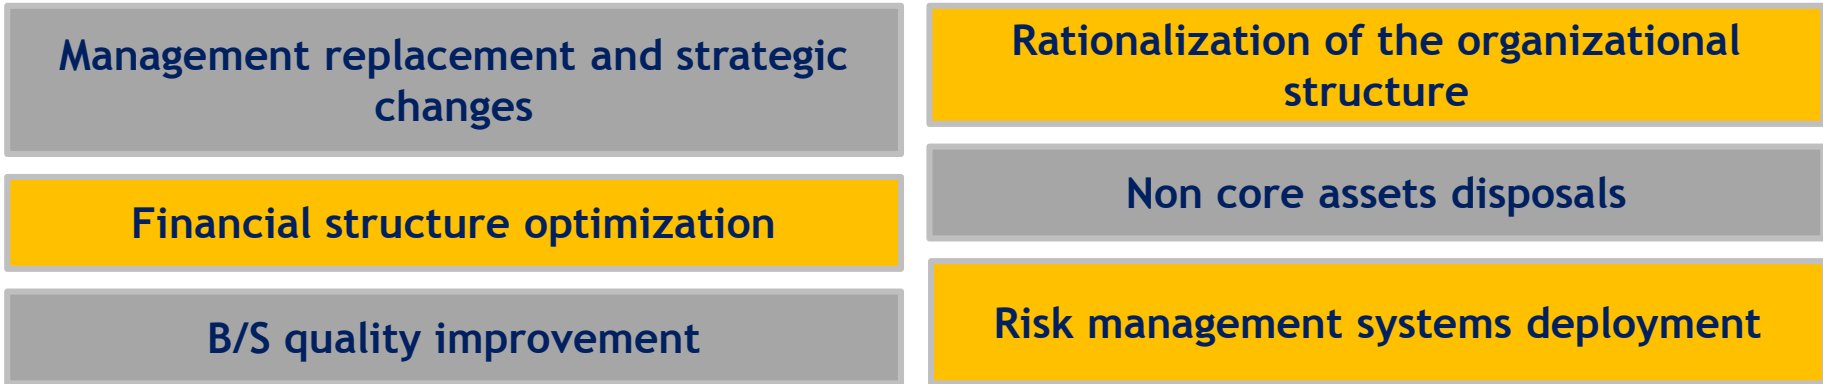 Management replacement and strategic
changes
Financial structure optimization
B/S quality improvement
Rationalization of the organizational
structure
Non core assets disposals
Risk management systems deployment